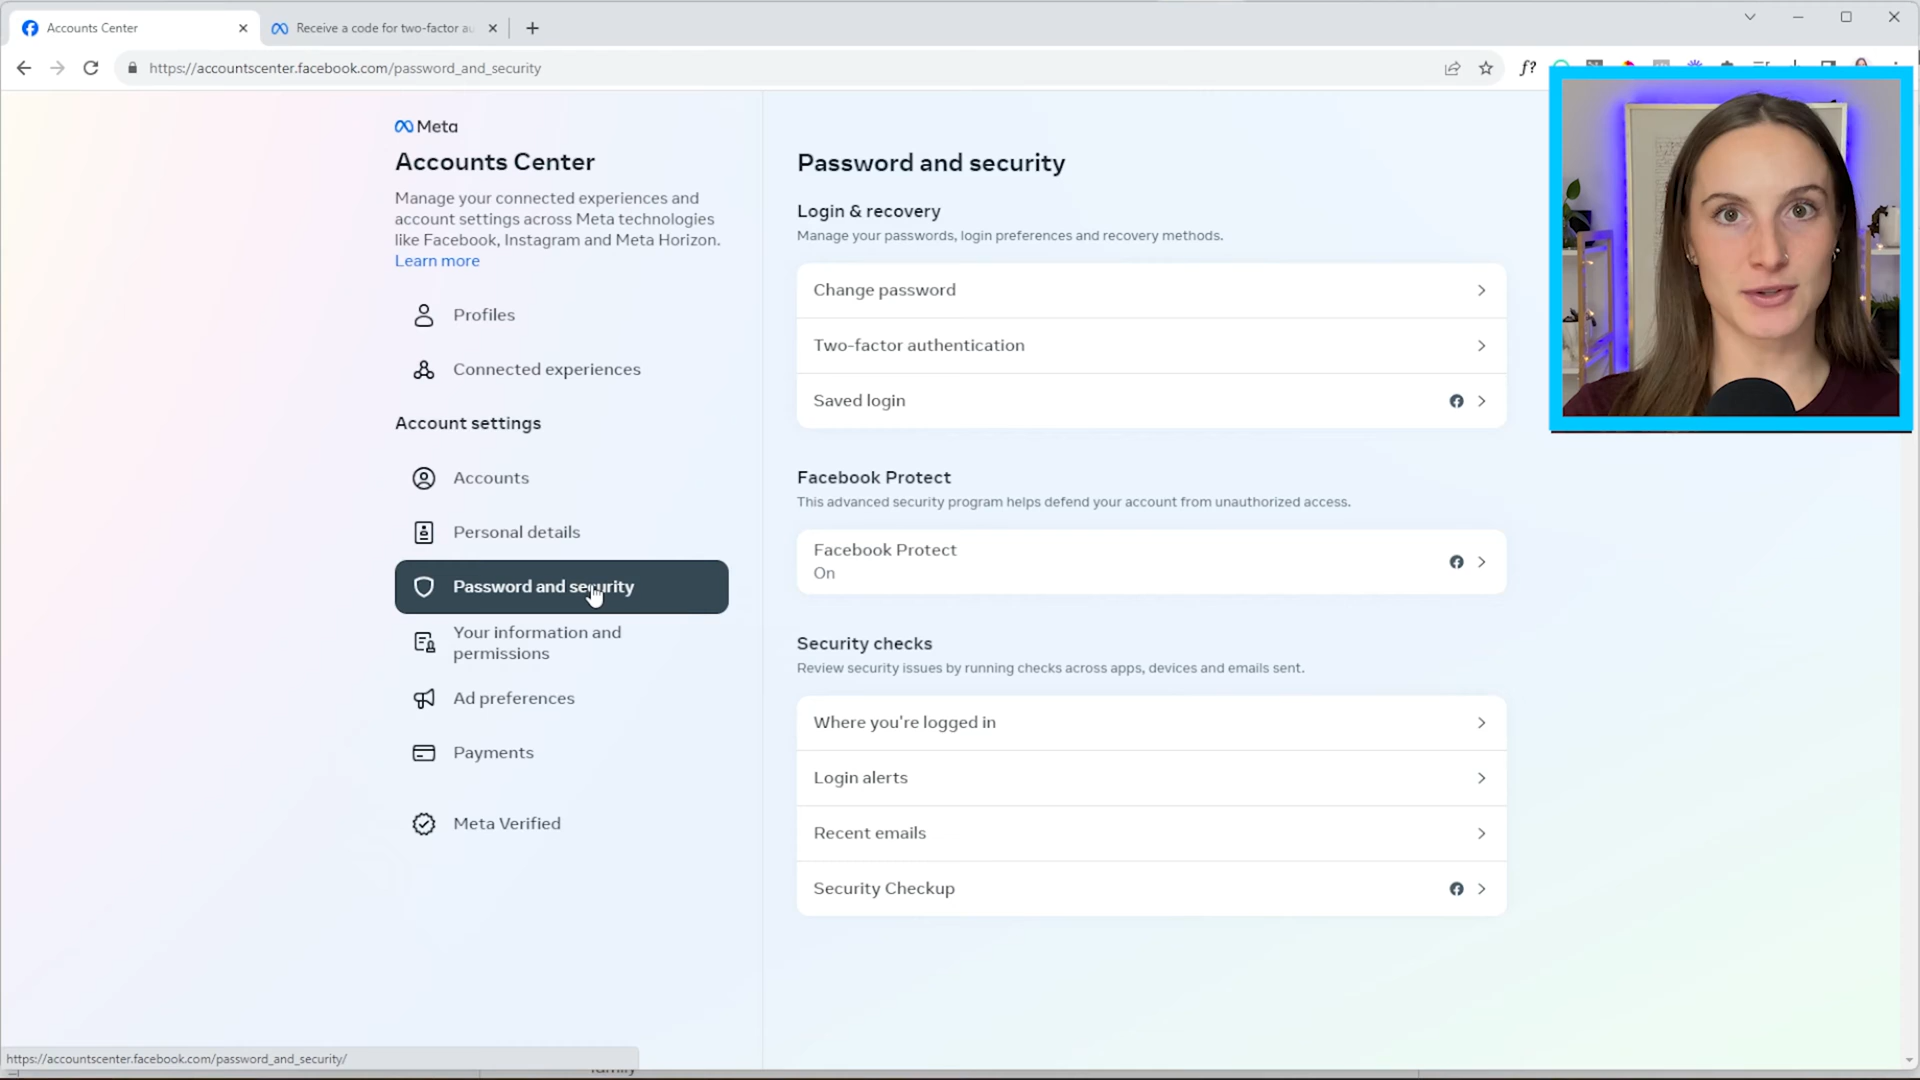 Accounts Center
Receive a code for two-factor au
https://accountscenter.facebook.com/password_and_security
f?
Meta
Accounts Center
Manage your connected experiences and
account settings across Meta technologies
like Facebook, Instagram and Meta Horizon.
Learn more
Profiles
Connected experiences
Account settings
Accounts
Personal details
Password and security
Your information and
permissions
Ad preferences
Payments
Meta Verified
Password and security
Login & recovery
Manage your passwords, login preferences and recovery methods.
Change password
Two-factor authentication
Saved login
Facebook Protect
This advanced security program helps defend your account from unauthorized access.
Facebook Protect
On
Security checks
Review security issues by running checks across apps, devices and emails sent.
Where you're logged in
Login alerts
Recent emails
Security Checkup
https://accountscenter.facebook.com/password_and_security/